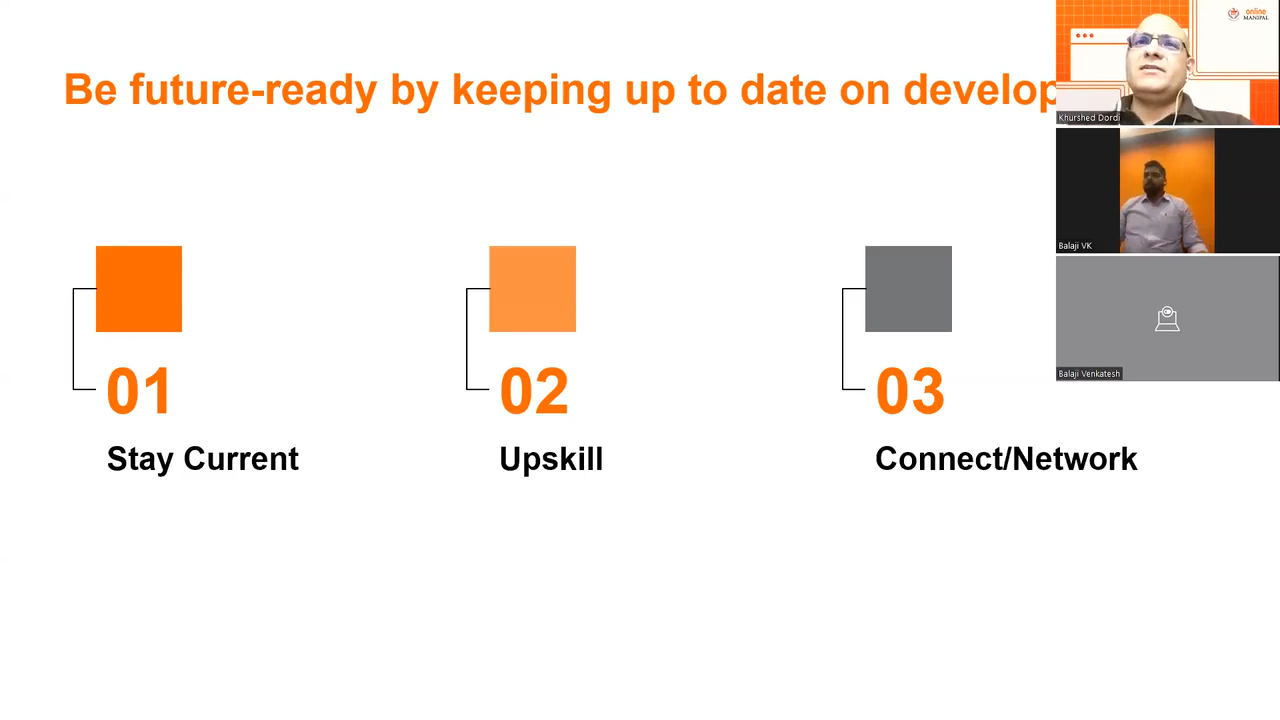 Be future-ready by keeping up to date on develop
01
Stay Current
02
Upskill
03
Connect/Network
online
MANIPAL
Khurshed Dordi
Balaji VK
Balaji Venkatesh